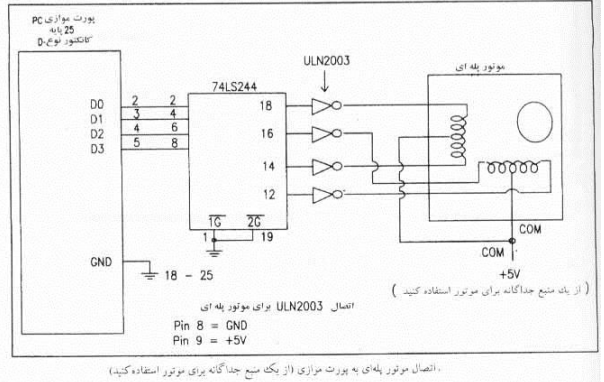 پورت موازی PC
25 پایه
کانکتور نوع-D
ULN2003
موتور پله ای
74LS244
D0 2 2 18
D1 3 4 16
D2 4 6 14
D3 5 8 12
1G 2G
1 19
GND 18 - 25
COM
COM
+5V
( از یک منبع جداگانه برای موتور استفاده کنید )
اتصال ULN2003 برای موتور پله ای
Pin 8 = GND
Pin 9 = +5V
. اتصال موتور پله‌ای به پورت موازی (از یک منبع جداگانه برای موتور استفاده کنید)